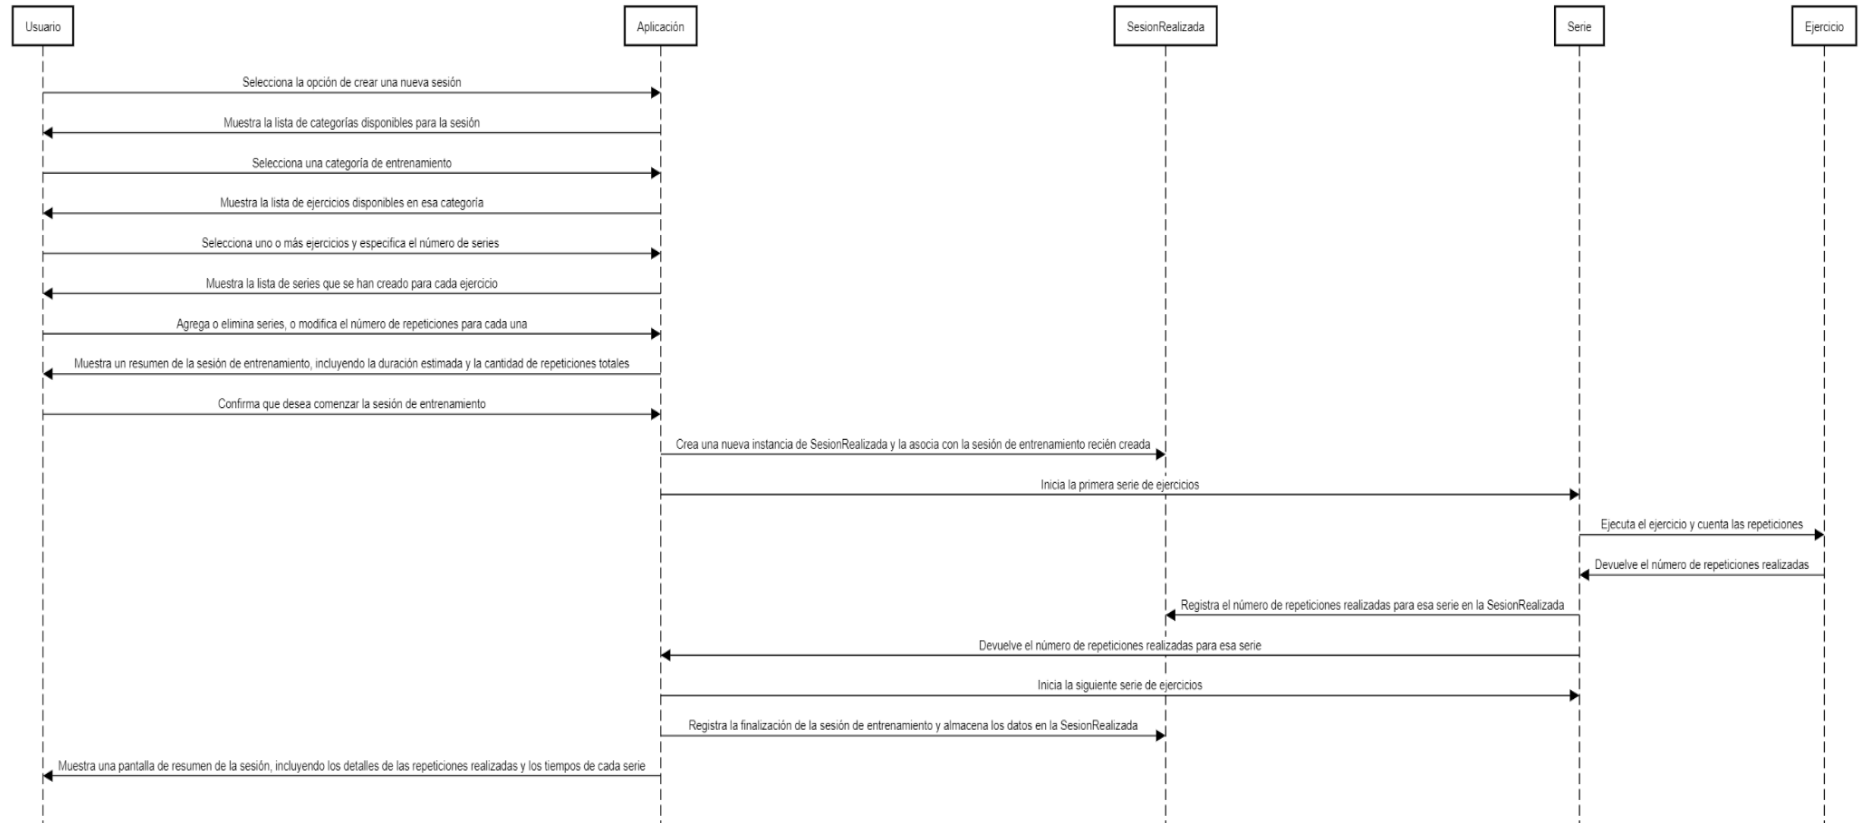 Usuario
Aplicación
SesionRealizada
Serie
Ejercicio
Selecciona la opción de crear una nueva sesión
Muestra la lista de categorías disponibles para la sesión
Selecciona una categoría de entrenamiento
Muestra la lista de ejercicios disponibles en esa categoría
Selecciona uno o más ejercicios y especifica el número de series
Muestra la lista de series que se han creado para cada ejercicio
Agrega o elimina series, o modifica el número de repeticiones para cada una
Muestra un resumen de la sesión de entrenamiento, incluyendo la duración estimada y la cantidad de repeticiones totales
Confirma que desea comenzar la sesión de entrenamiento
Crea una nueva instancia de SesionRealizada y la asocia con la sesión de entrenamiento recién creada
Inicia la primera serie de ejercicios
Ejecuta el ejercicio y cuenta las repeticiones
Devuelve el número de repeticiones realizadas
Registra el número de repeticiones realizadas para esa serie en la SesionRealizada
Devuelve el número de repeticiones realizadas para esa serie
Inicia la siguiente serie de ejercicios
Registra la finalización de la sesión de entrenamiento y almacena los datos en la SesionRealizada
Muestra una pantalla de resumen de la sesión, incluyendo los detalles de las repeticiones realizadas y los tiempos de cada serie